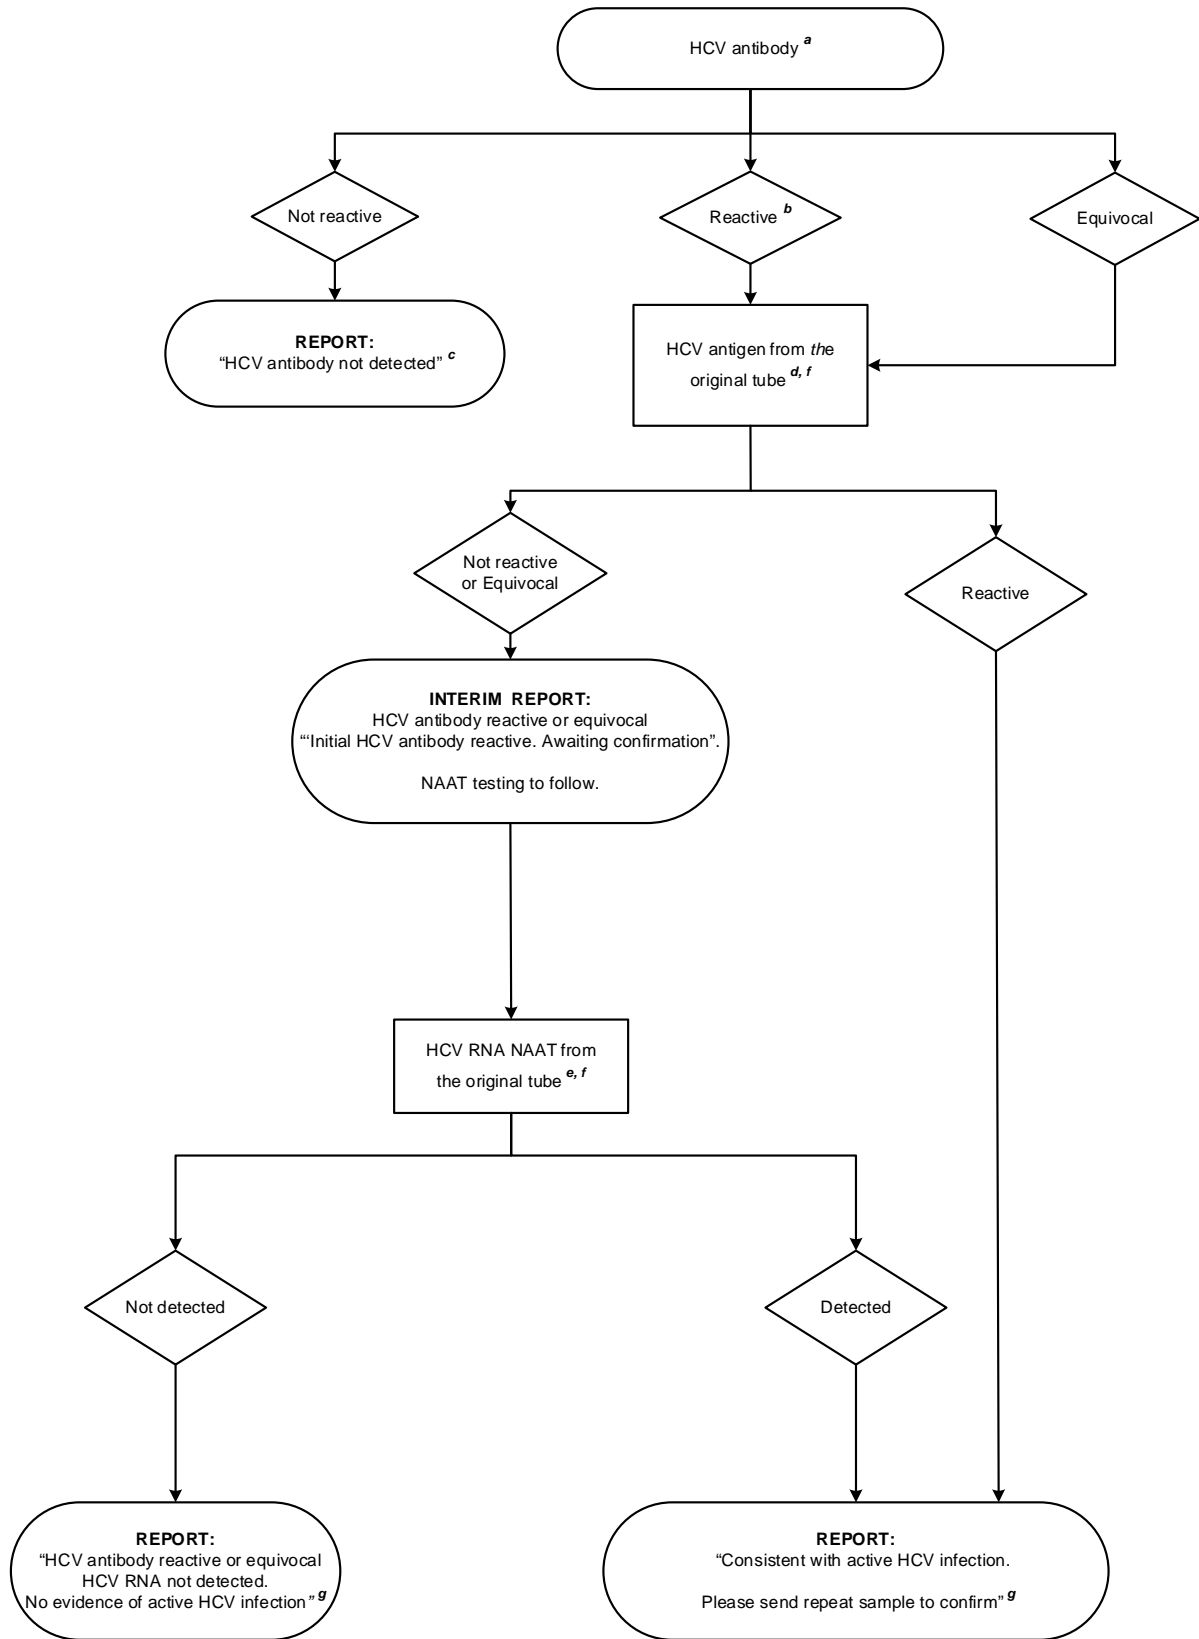 HCV antibody a
Not reactive
Reactive b
Equivocal
REPORT:
“HCV antibody not detected” c
HCV antigen from the
original tube d, f
Not reactive
or Equivocal
Reactive
INTERIM REPORT:
HCV antibody reactive or equivocal
“‘Initial HCV antibody reactive. Awaiting confirmation”.
NAAT testing to follow.
HCV RNA NAAT from
the original tube e, f
Not detected
Detected
REPORT:
“HCV antibody reactive or equivocal
HCV RNA not detected.
No evidence of active HCV infection” g
REPORT:
“Consistent with active HCV infection.
Please send repeat sample to confirm” g